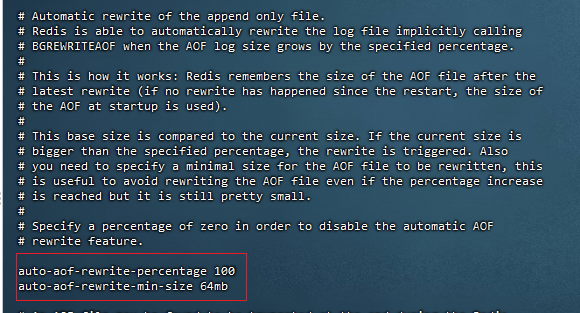 # Automatic rewrite of the append only file.
# Redis is able to automatically rewrite the log file implicitly calling
# BGREWRITEAOF when the AOF log size grows by the specified percentage.
#
# This is how it works: Redis remembers the size of the AOF file after the
# latest rewrite (if no rewrite has happened since the restart, the size of
# the AOF at startup is used).
#
# This base size is compared to the current size. If the current size is
# bigger than the specified percentage, the rewrite is triggered. Also
# you need to specify a minimal size for the AOF file to be rewritten, this
# is useful to avoid rewriting the AOF file even if the percentage increase
# is reached but it is still pretty small.
#
# Specify a percentage of zero in order to disable the automatic AOF
# rewrite feature.
auto-aof-rewrite-percentage 100
auto-aof-rewrite-min-size 64mb